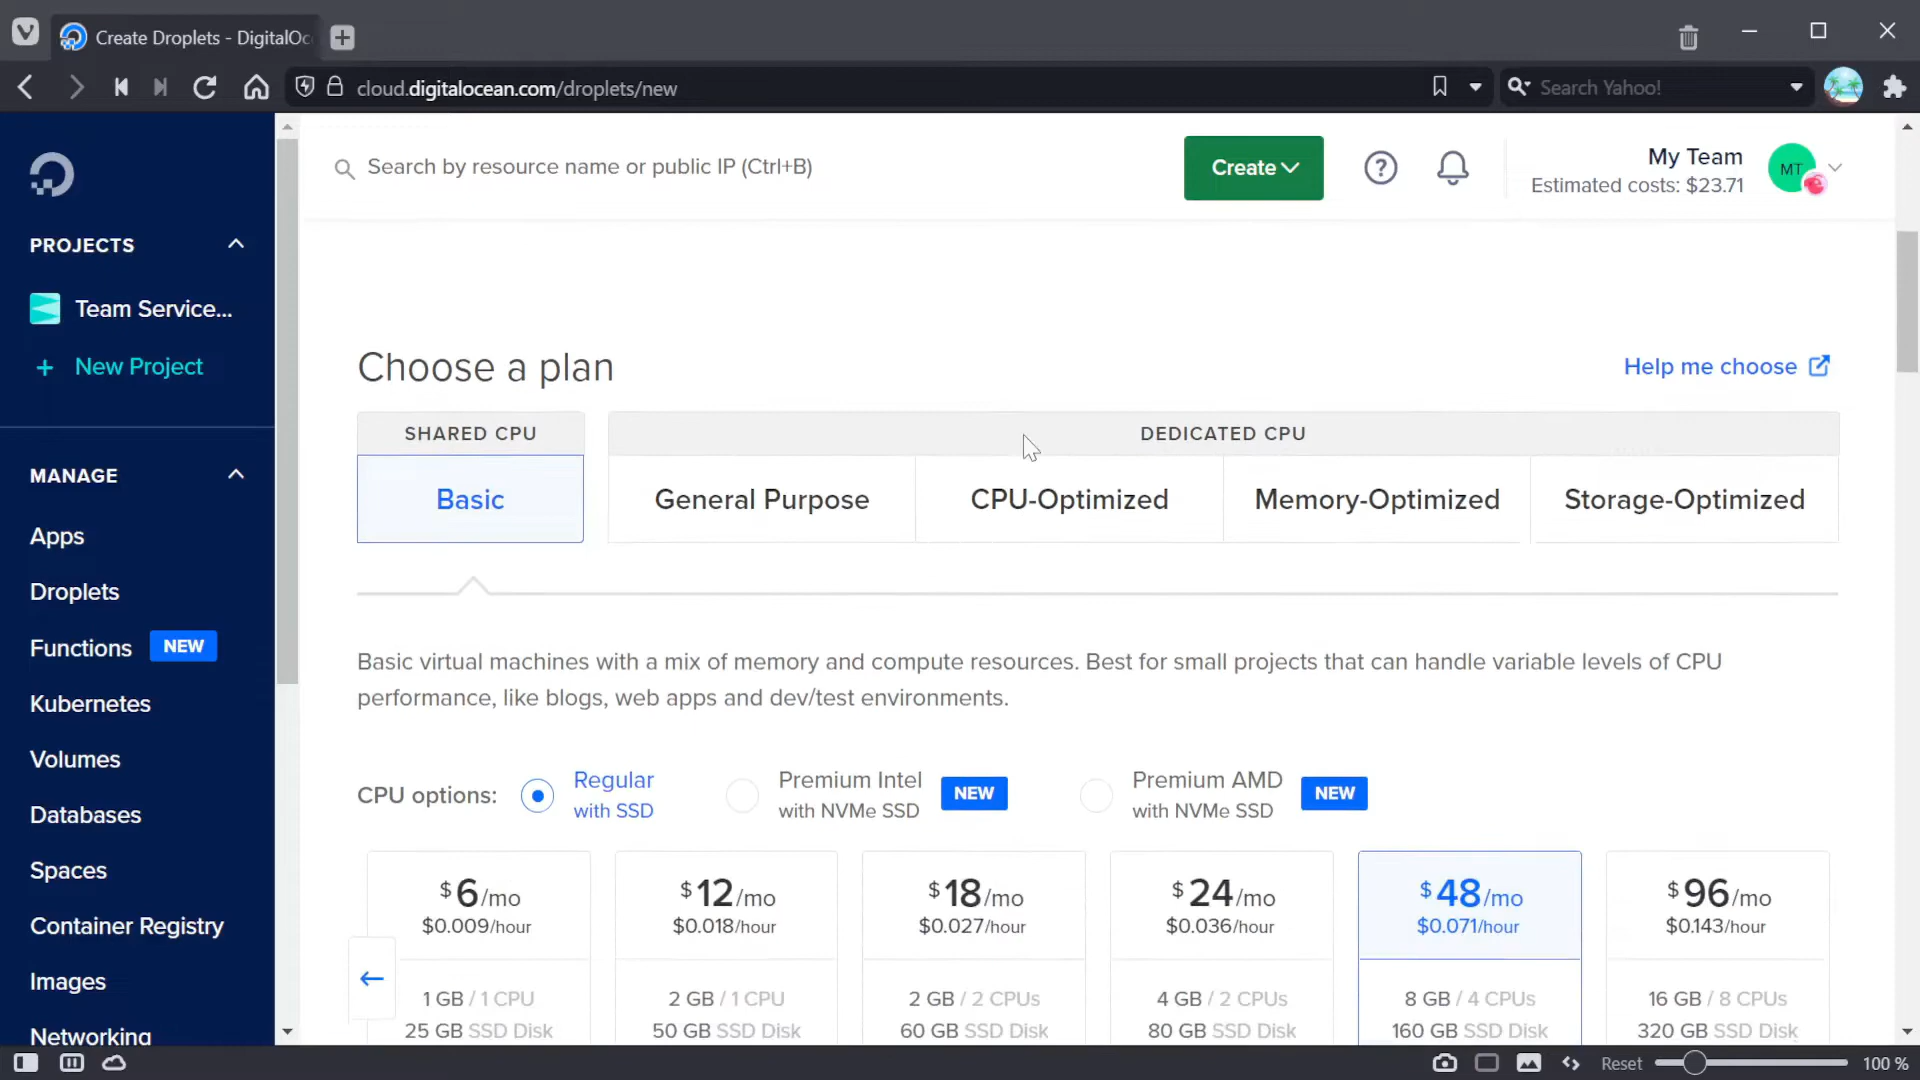 Create Droplets - DigitalOc
cloud.digitalocean.com/droplets/new
Search Yahoo!
Search by resource name or public IP (Ctrl+B)
Create
My Team
Estimated costs: $23.71
MT
PROJECTS
Team Service...
+ New Project
MANAGE
Apps
Droplets
Functions NEW
Kubernetes
Volumes
Databases
Spaces
Container Registry
Images
Networking
Choose a plan
Help me choose
SHARED CPU
DEDICATED CPU
Basic
General Purpose
CPU-Optimized
Memory-Optimized
Storage-Optimized
Basic virtual machines with a mix of memory and compute resources. Best for small projects that can handle variable levels of CPU
performance, like blogs, web apps and dev/test environments.
CPU options:
Regular
with SSD
Premium Intel
with NVMe SSD
NEW
Premium AMD
with NVMe SSD
NEW
$6/mo
$0.009/hour
1 GB / 1 CPU
25 GB SSD Disk
$12/mo
$0.018/hour
2 GB / 1 CPU
50 GB SSD Disk
$18/mo
$0.027/hour
2 GB / 2 CPUs
60 GB SSD Disk
$24/mo
$0.036/hour
4 GB / 2 CPUs
80 GB SSD Disk
$48/mo
$0.071/hour
8 GB / 4 CPUs
160 GB SSD Disk
$96/mo
$0.143/hour
16 GB / 8 CPUs
320 GB SSD Disk
Reset
100 %